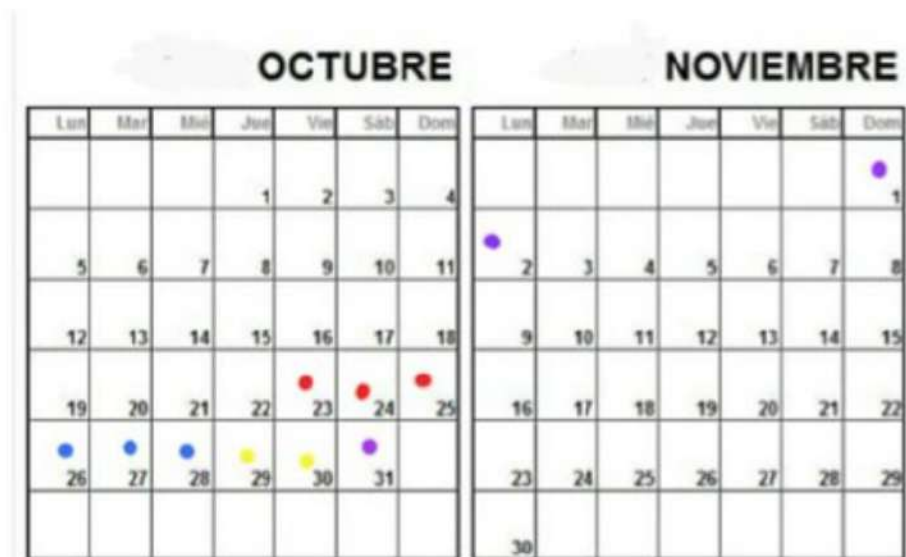 OCTUBRE NOVIEMBRE
Lun Mar Mié Jue Vie Sáb Dom Lun Mar Mié Jue Vie Sáb Dom
1 2 3 4 1
5 6 7 8 9 10 11 2 3 4 5 6 7 8
12 13 14 15 16 17 18 9 10 11 12 13 14 15
19 20 21 22 23 24 25 16 17 18 19 20 21 22
26 27 28 29 30 31 23 24 25 26 27 28 29
30